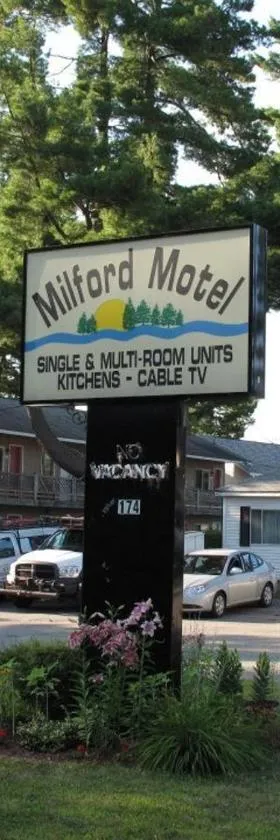 Milford Motel
SINGLE & MULTI-ROOM UNITS
KITCHENS - CABLE TV
NO
VACANCY
174